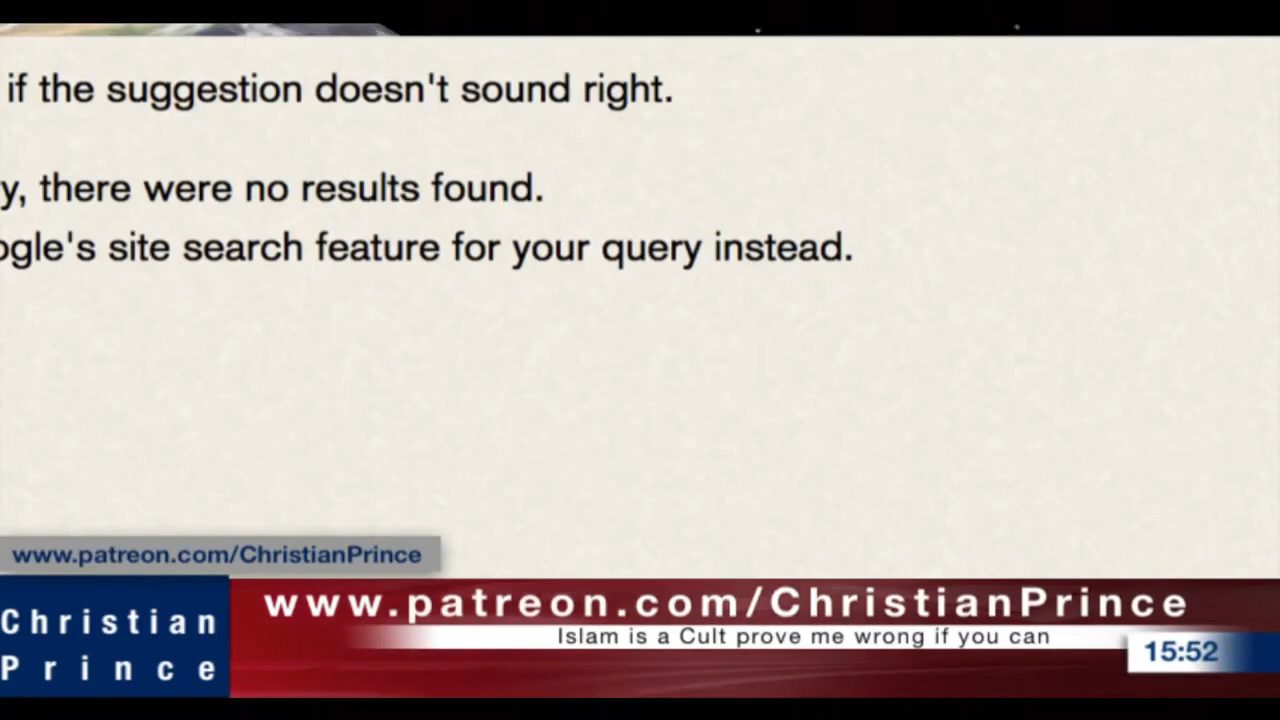 if the suggestion doesn't sound right.
y, there were no results found.
ogle's site search feature for your query instead.
www.patreon.com/ChristianPrince
Christian
Prince
www.patreon.com/ChristianPrince
Islam is a Cult prove me wrong if you can
15:52